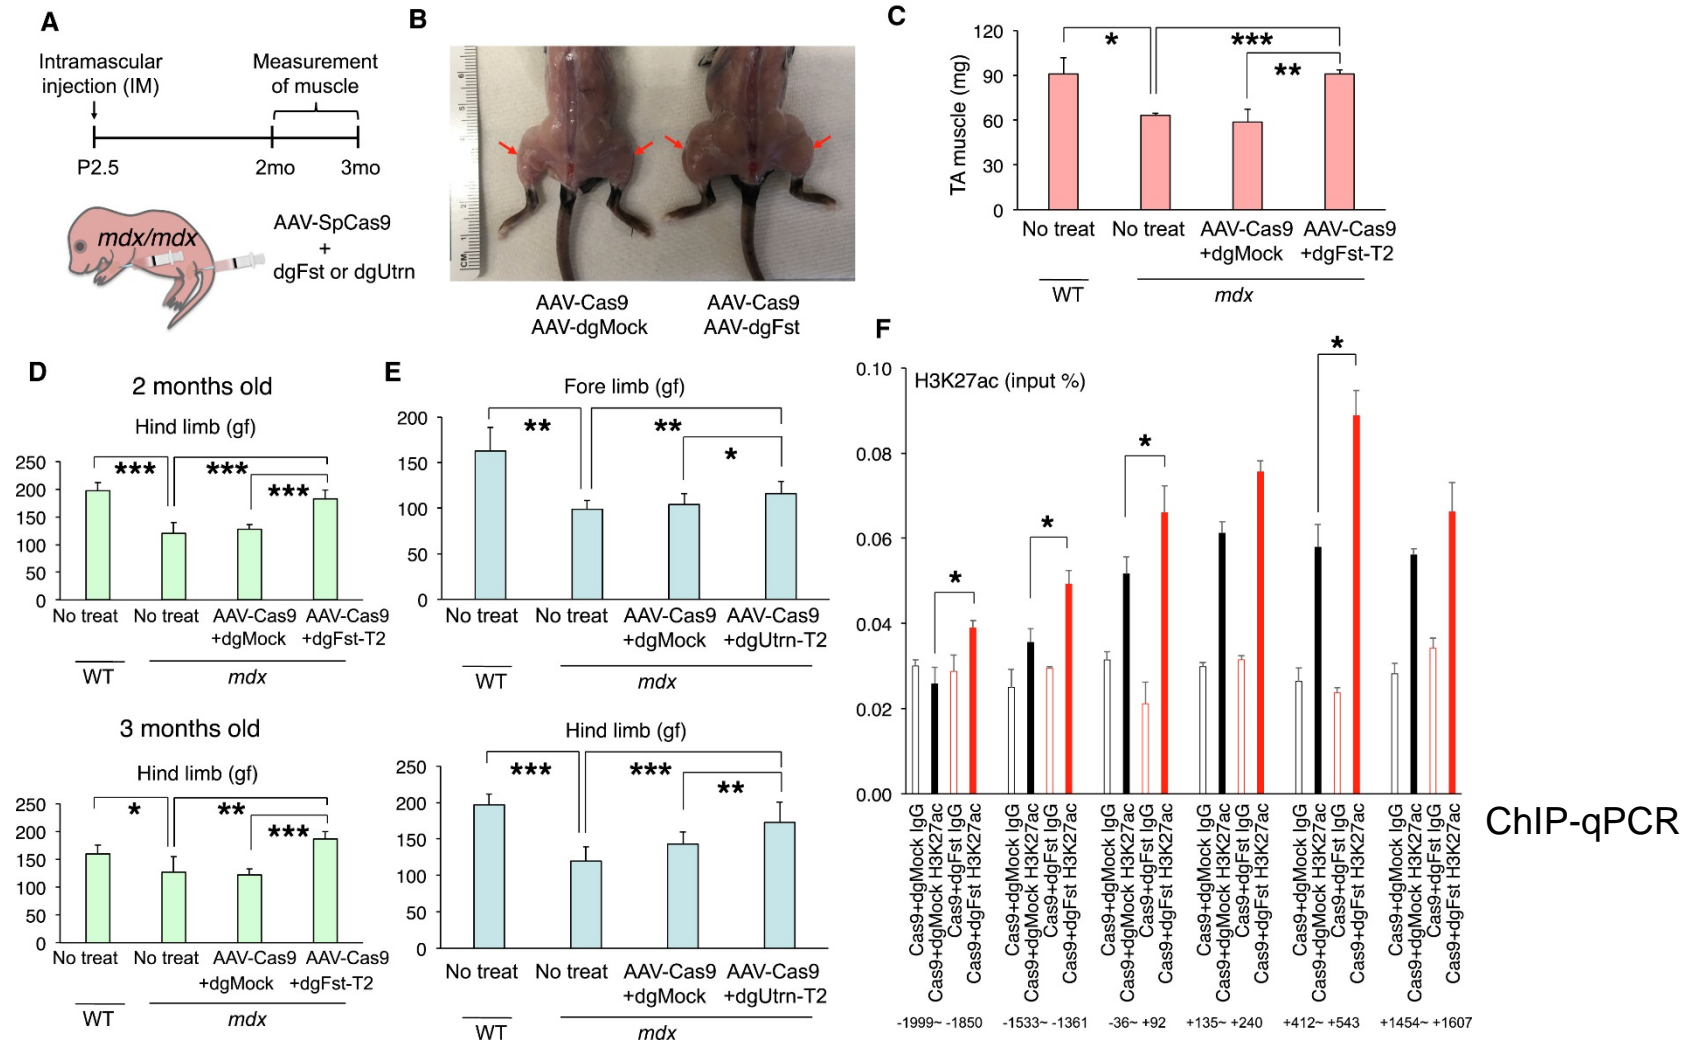 A
Intramascular
injection (IM)
Measurement
of muscle
P2.5
2mo
3mo
mdx/mdx
AAV-SpCas9
+
dgFst or dgUtrn
B
CM
AAV-Cas9
AAV-dgMock
AAV-Cas9
AAV-dgFst
C
TA muscle (mg)
120
90
60
30
0
*
***
**
No treat
No treat
AAV-Cas9
+dgMock
AAV-Cas9
+dgFst-T2
WT
mdx
D
2 months old
Hind limb (gf)
250
200
150
100
50
0
***
***
***
No treat
No treat
AAV-Cas9
+dgMock
AAV-Cas9
+dgFst-T2
WT
mdx
3 months old
Hind limb (gf)
250
200
150
100
50
0
*
**
***
No treat
No treat
AAV-Cas9
+dgMock
AAV-Cas9
+dgFst-T2
WT
mdx
E
Fore limb (gf)
200
150
100
50
0
**
**
*
No treat
No treat
AAV-Cas9
+dgMock
AAV-Cas9
+dgUtrn-T2
WT
mdx
Hind limb (gf)
250
200
150
100
50
0
***
***
**
No treat
No treat
AAV-Cas9
+dgMock
AAV-Cas9
+dgUtrn-T2
WT
mdx
F
H3K27ac (input %)
0.10
0.08
0.06
0.04
0.02
0.00
*
*
*
*
Cas9+dgMock IgG
Cas9+dgMock H3K27ac
Cas9+dgFst IgG
Cas9+dgFst H3K27ac
Cas9+dgMock IgG
Cas9+dgMock H3K27ac
Cas9+dgFst IgG
Cas9+dgFst H3K27ac
Cas9+dgMock IgG
Cas9+dgMock H3K27ac
Cas9+dgFst IgG
Cas9+dgFst H3K27ac
Cas9+dgMock IgG
Cas9+dgMock H3K27ac
Cas9+dgFst IgG
Cas9+dgFst H3K27ac
Cas9+dgMock IgG
Cas9+dgMock H3K27ac
Cas9+dgFst IgG
Cas9+dgFst H3K27ac
Cas9+dgMock IgG
Cas9+dgMock H3K27ac
Cas9+dgFst IgG
Cas9+dgFst H3K27ac
-1999~ -1850
-1533~ -1361
-36~ +92
+135~ +240
+412~ +543
+1454~ +1607
ChIP-qPCR